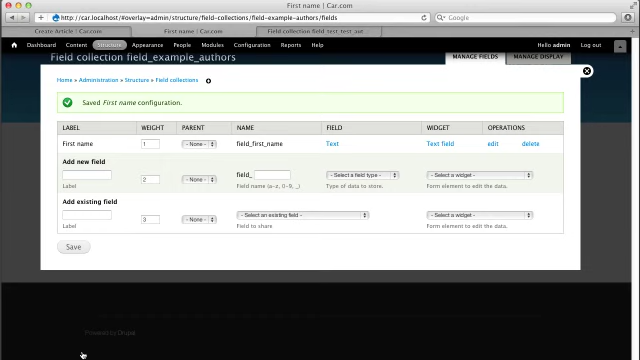 First name | Car.com
http://car.localhost/#overlay=admin/structure/field-collections/field-example-authors/fields
Google
Create Article | Car.com
First name | Car.com
Field collection field_test_test_aut
Dashboard Content Structure Appearance People Modules Configuration Reports Help Hello admin Log out
Field collection field_example_authors
MANAGE FIELDS MANAGE DISPLAY
Home » Administration » Structure » Field collections
Saved First name configuration.
LABEL WEIGHT PARENT NAME FIELD WIDGET OPERATIONS
First name 1 - None - field_first_name Text Text field edit delete
Add new field
2 - None - field_ - Select a field type - - Select a widget -
Label Field name (a-z, 0-9, _) Type of data to store. Form element to edit the data.
Add existing field
3 - None - - Select an existing field - - Select a widget -
Label Field to share Form element to edit the data.
Save
Powered by Drupal